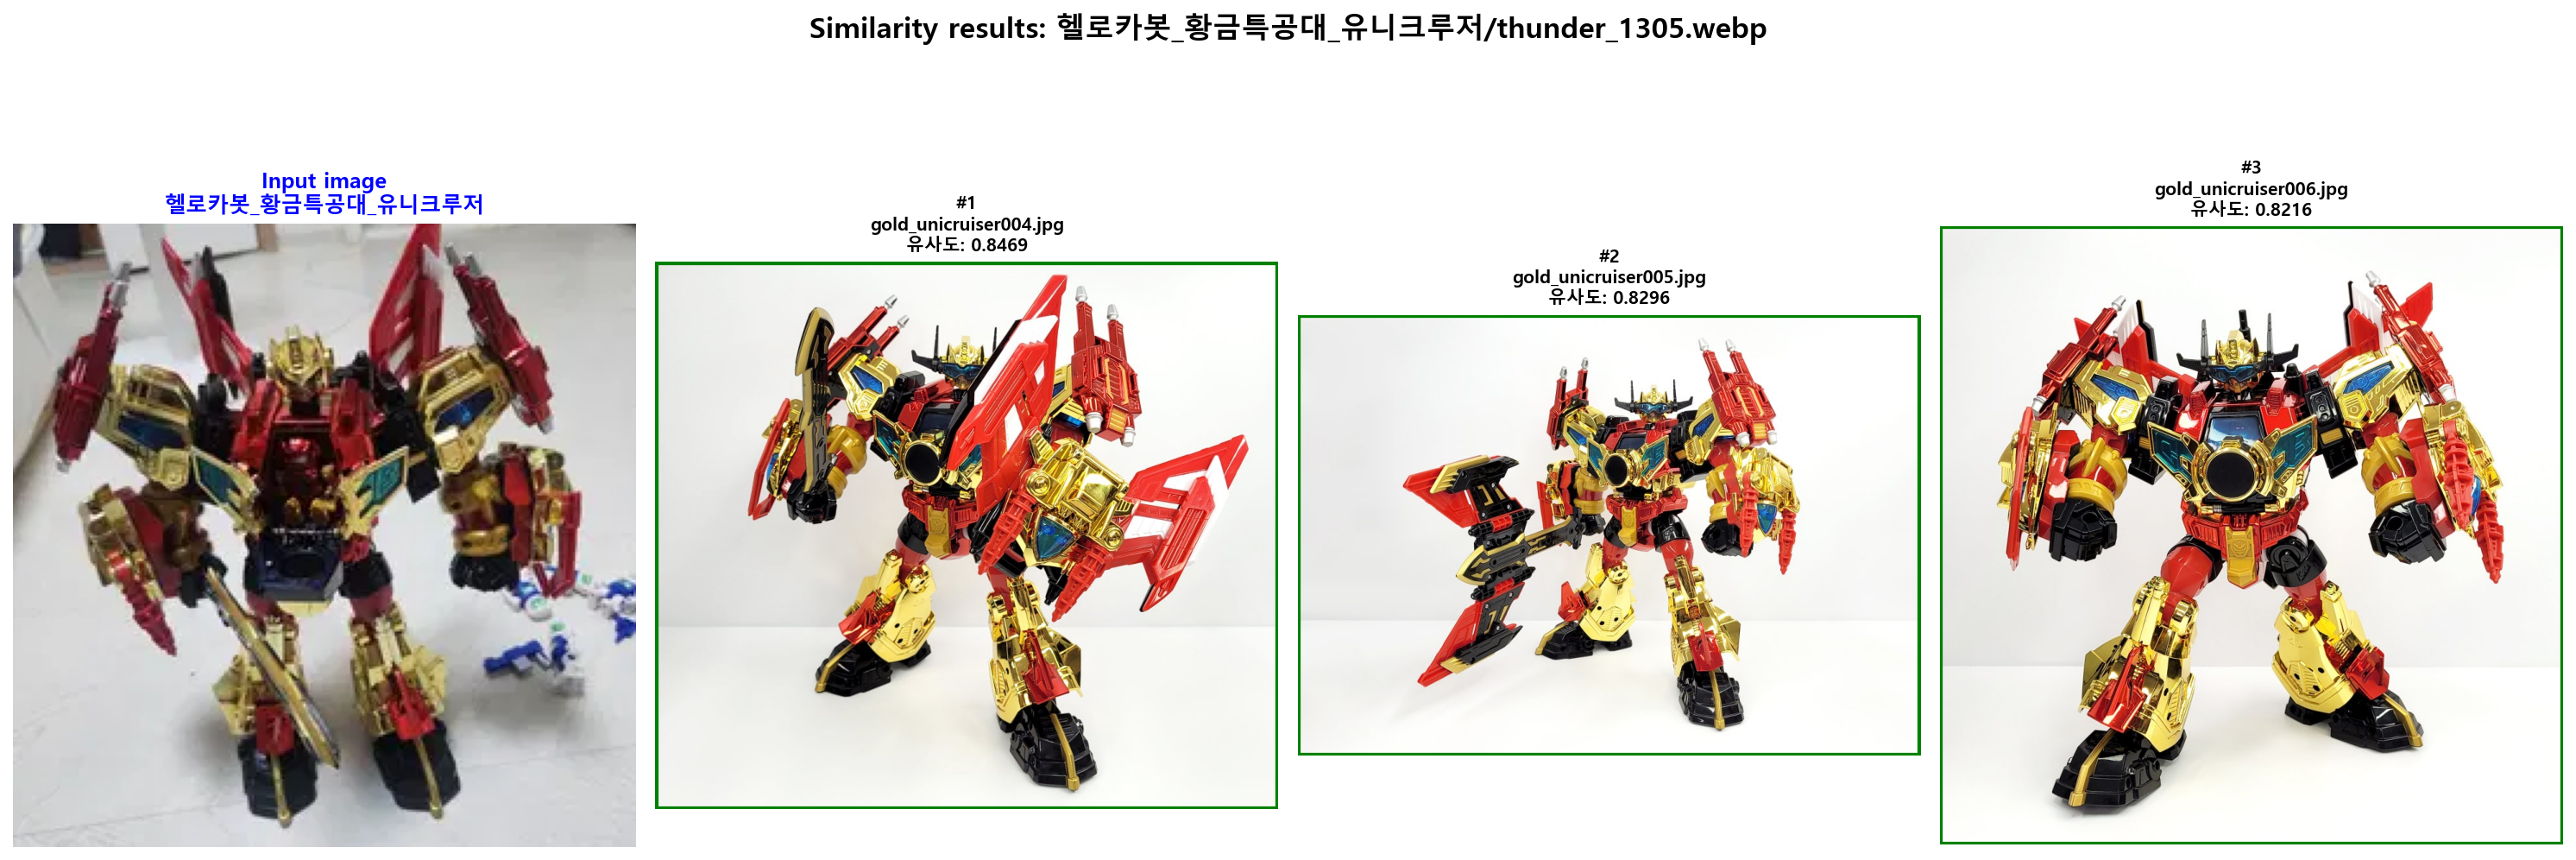 Similarity results: 헬로카봇_황금특공대_유니크루저/thunder_1305.webp
Input image
헬로카봇_황금특공대_유니크루저
#1
gold_unicruiser004.jpg
유사도: 0.8469
#2
gold_unicruiser005.jpg
유사도: 0.8296
#3
gold_unicruiser006.jpg
유사도: 0.8216